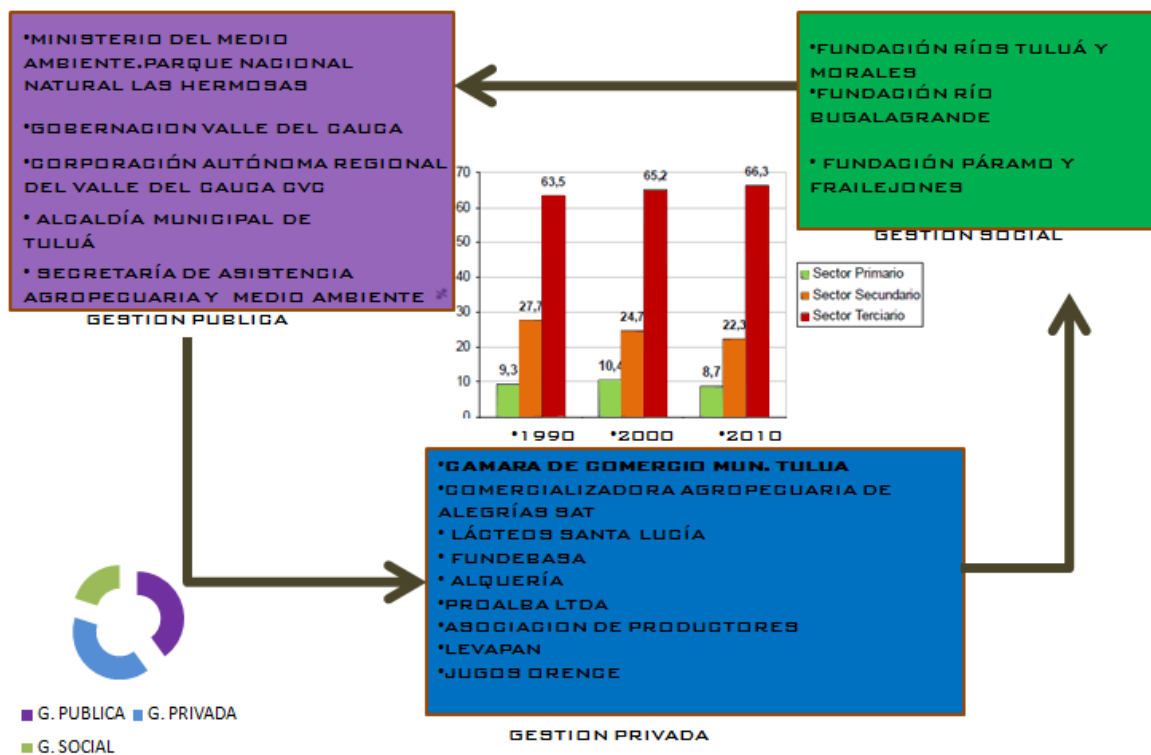 •MINISTERIO DEL MEDIO
AMBIENTE.PARQUE NACIONAL
NATURAL LAS HERMOSAS
•GOBERNACION VALLE DEL CAUCA
•CORPORACIÓN AUTÓNOMA REGIONAL
DEL VALLE DEL CAUCA CVC
• ALCALDÍA MUNICIPAL DE
TULUÁ
• SECRETARÍA DE ASISTENCIA
AGROPECUARIA Y MEDIO AMBIENTE
GESTION PUBLICA
•FUNDACIÓN RÍOS TULUÁ Y
MORALES
•FUNDACIÓN RÍO
BUGALAGRANDE
• FUNDACIÓN PÁRAMO Y
FRAILEJONES
GESTION SOCIAL
70
60
50
40
30
20
10
0
63,5
65,2
66,3
27,7
24,7
22,3
9,3
10,4
8,7
•1990 •2000 •2010
Sector Primario
Sector Secundario
Sector Terciario
•CAMARA DE COMERCIO MUN. TULUA
•COMERCIALIZADORA AGROPECUARIA DE
ALEGRÍAS SAT
• LÁCTEOS SANTA LUCÍA
• FUNDEBASA
• ALQUERÍA
•PROALBA LTDA
•ASOCIACION DE PRODUCTORES
•LEVAPAN
•JUGOS ORENCE
GESTION PRIVADA
G. PUBLICA G. PRIVADA
G. SOCIAL